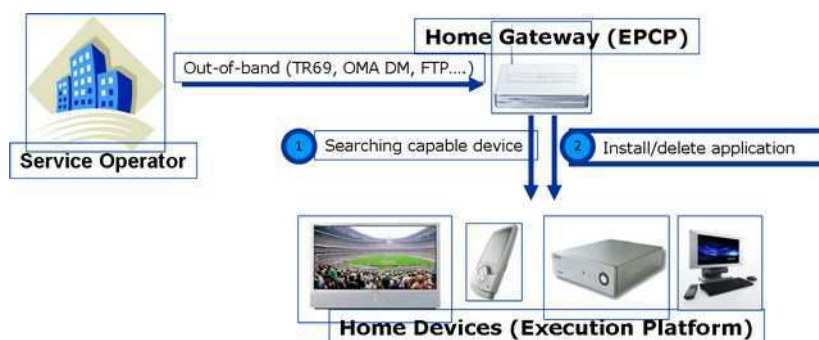 Home Gateway (EPCP)
Out-of-band (TR69, OMA DM, FTP....)
Service Operator
1 Searching capable device
2 Install/delete application
Home Devices (Execution Platform)